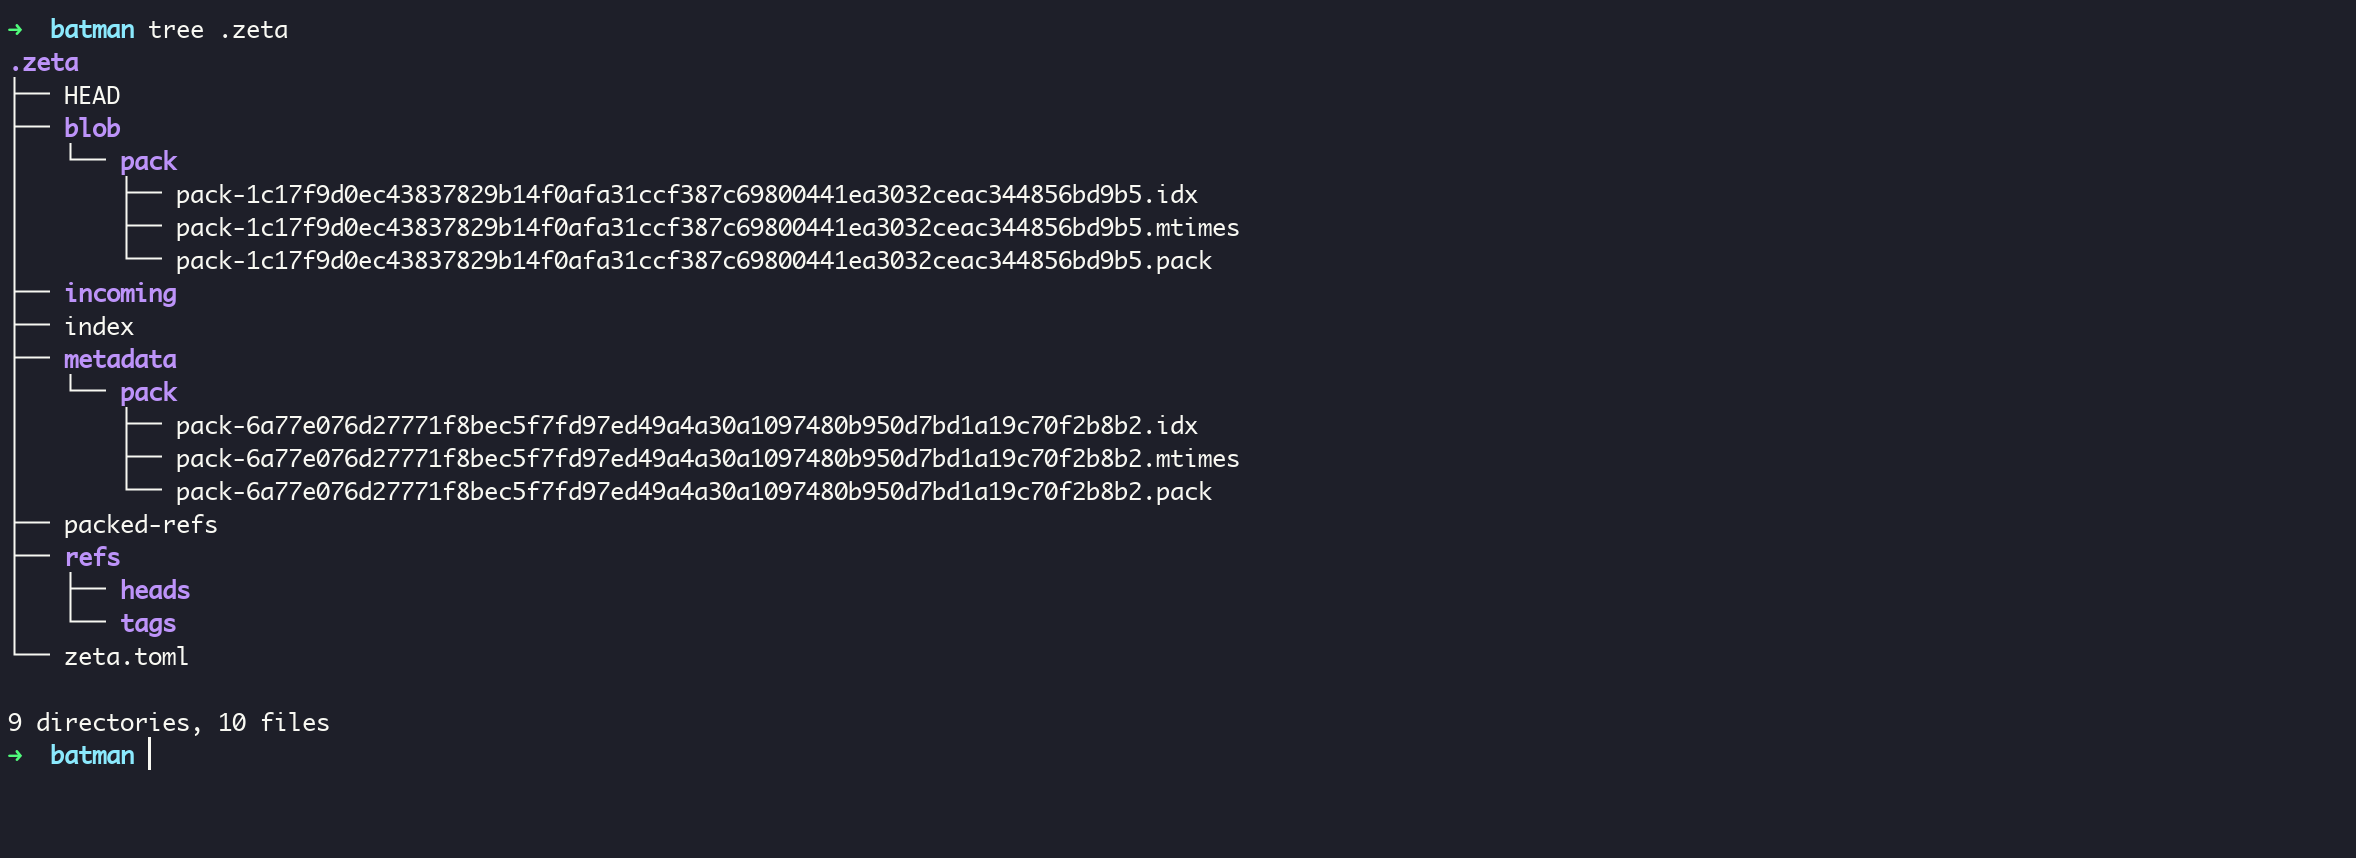 ➜  batman tree .zeta
.zeta
├── HEAD
├── blob
│   └── pack
│       ├── pack-1c17f9d0ec43837829b14f0afa31ccf387c69800441ea3032ceac344856bd9b5.idx
│       ├── pack-1c17f9d0ec43837829b14f0afa31ccf387c69800441ea3032ceac344856bd9b5.mtimes
│       └── pack-1c17f9d0ec43837829b14f0afa31ccf387c69800441ea3032ceac344856bd9b5.pack
├── incoming
├── index
├── metadata
│   └── pack
│       ├── pack-6a77e076d27771f8bec5f7fd97ed49a4a30a1097480b950d7bd1a19c70f2b8b2.idx
│       ├── pack-6a77e076d27771f8bec5f7fd97ed49a4a30a1097480b950d7bd1a19c70f2b8b2.mtimes
│       └── pack-6a77e076d27771f8bec5f7fd97ed49a4a30a1097480b950d7bd1a19c70f2b8b2.pack
├── packed-refs
├── refs
│   ├── heads
│   └── tags
└── zeta.toml

9 directories, 10 files
➜  batman